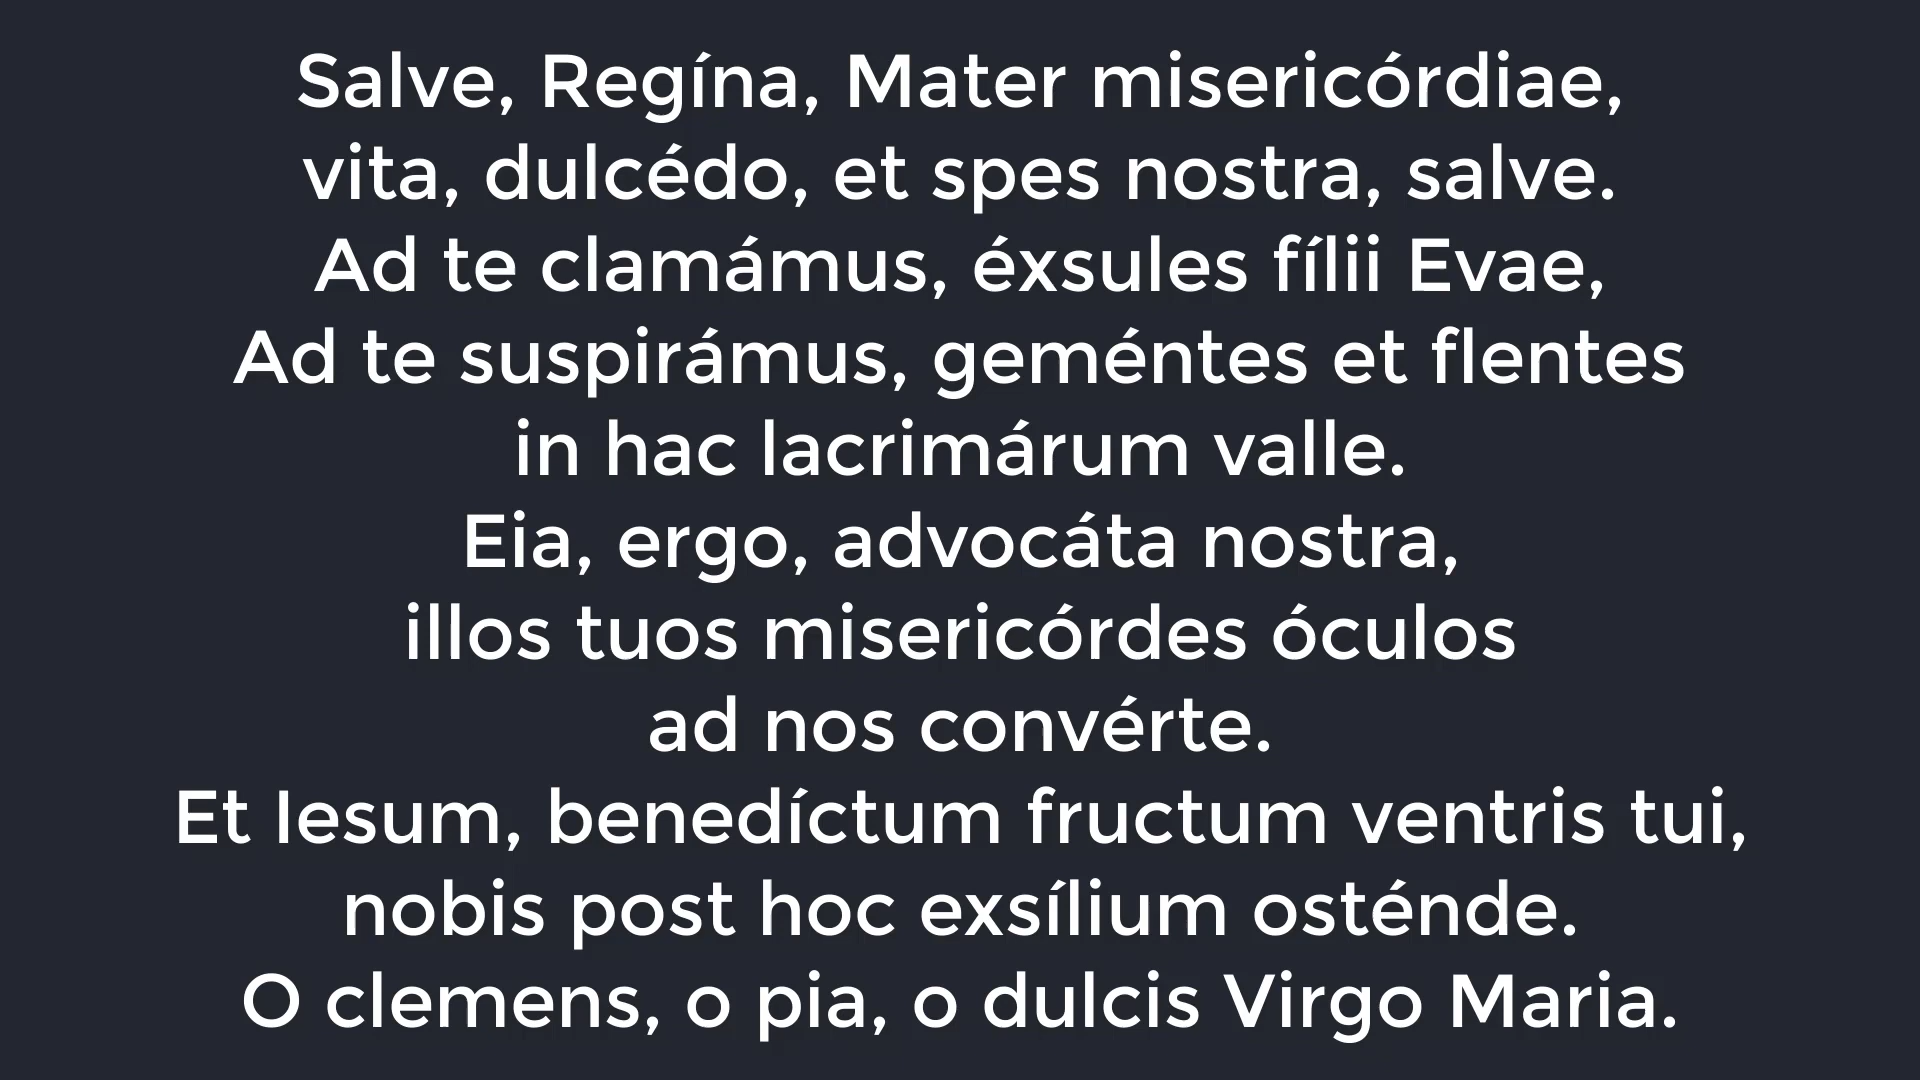 Salve, Regína, Mater misericórdiae,
vita, dulcédo, et spes nostra, salve.
Ad te clamámus, éxsules fílii Evae,
Ad te suspirámus, geméntes et flentes
in hac lacrimárum valle.
Eia, ergo, advocáta nostra,
illos tuos misericórdes óculos
ad nos convérte.
Et Iesum, benedíctum fructum ventris tui,
nobis post hoc exsílium osténde.
O clemens, o pia, o dulcis Virgo Maria.